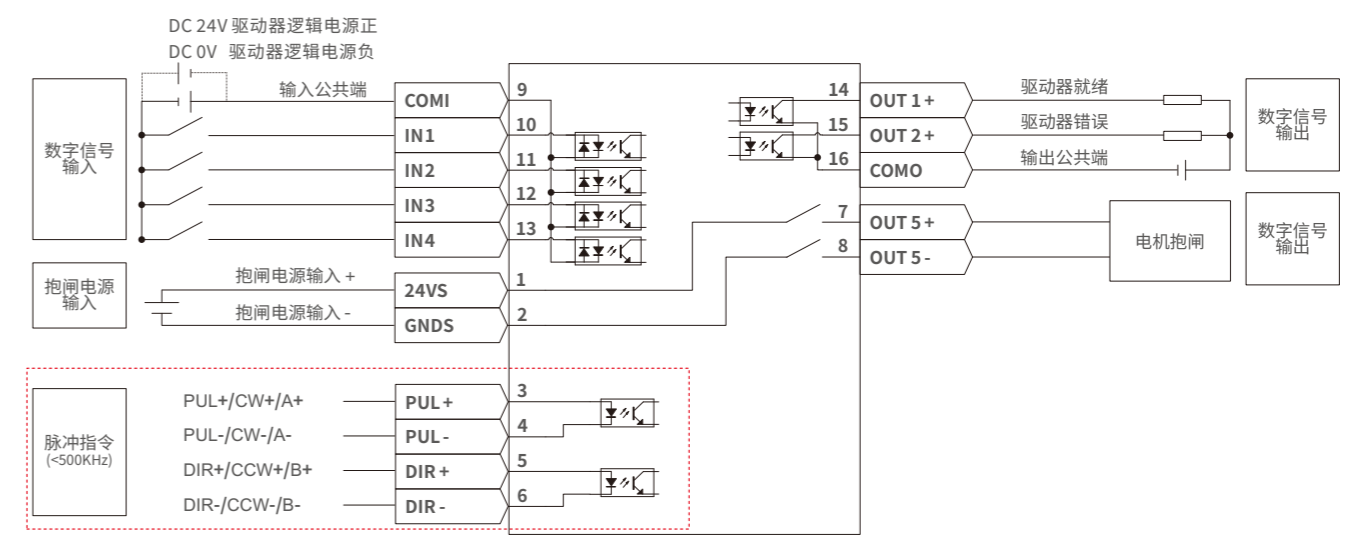 DC 24V 驱动器逻辑电源正
DC 0V 驱动器逻辑电源负
数字信号
输入
输入公共端
COMI
9
IN1
10
IN2
11
IN3
12
IN4
13
抱闸电源
输入
抱闸电源输入 +
24VS
1
抱闸电源输入 -
GNDS
2
脉冲指令
(<500KHz)
PUL+/CW+/A+
PUL+
3
PUL-/CW-/A-
PUL-
4
DIR+/CCW+/B+
DIR+
5
DIR-/CCW-/B-
DIR-
6
14
OUT 1+
驱动器就绪
15
OUT 2+
驱动器错误
16
COMO
输出公共端
数字信号
输出
7
OUT 5+
8
OUT 5-
电机抱闸
数字信号
输出